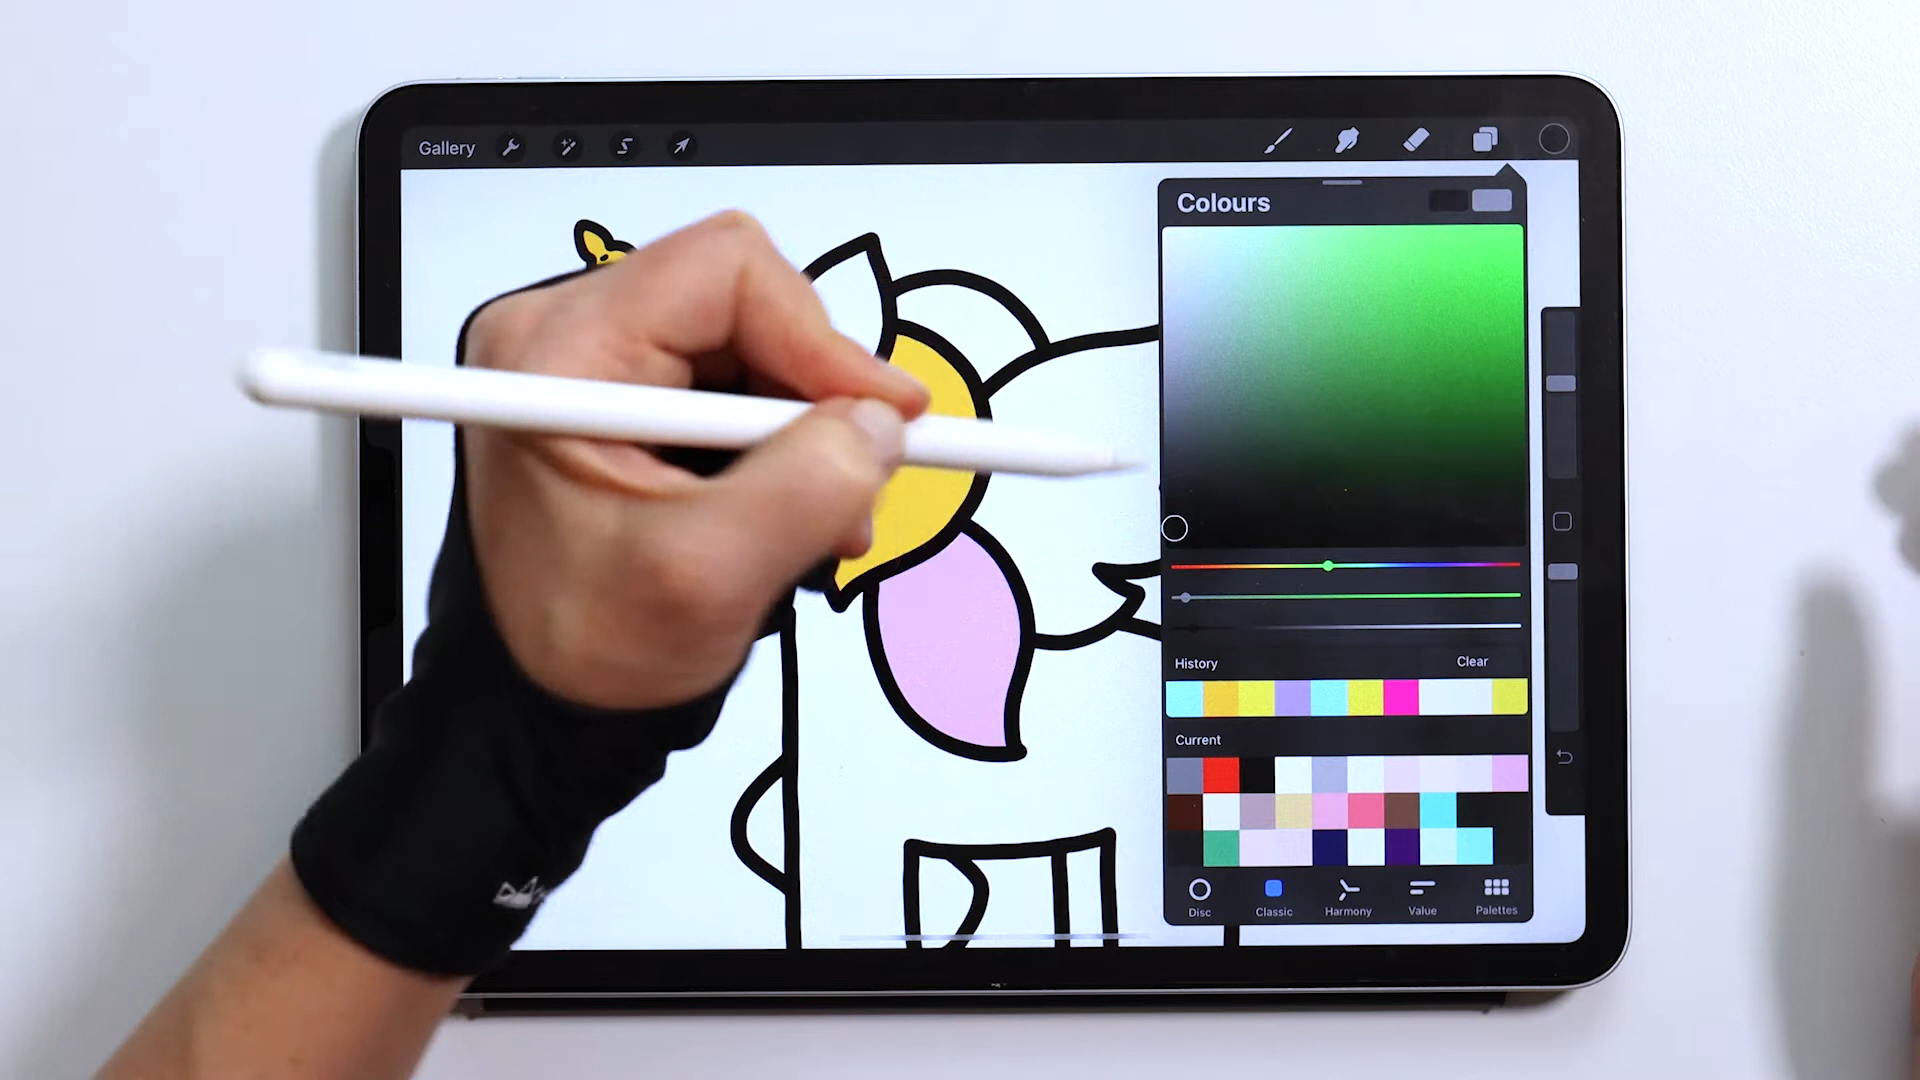 Gallery
Colours
History Clear
Current
Disc Classic Harmony Value Palettes